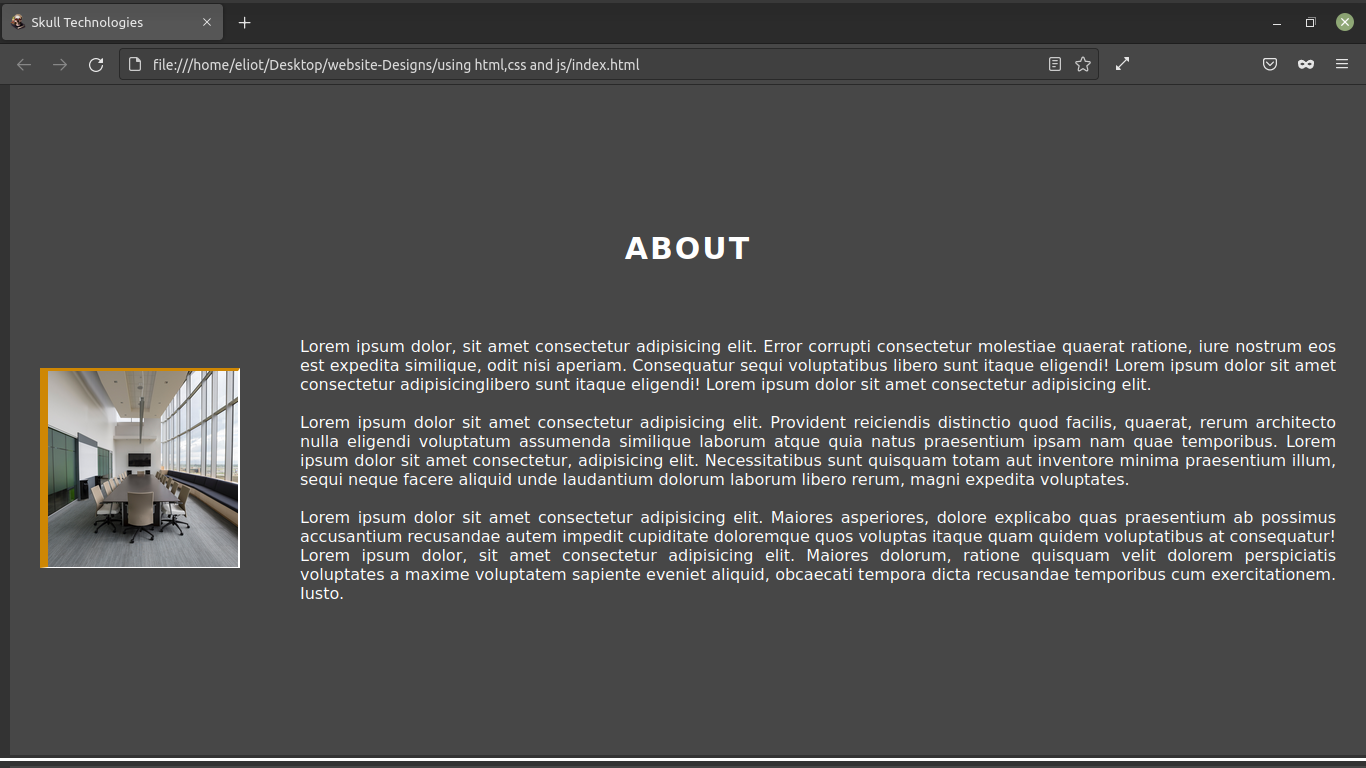 Skull Technologies
file:///home/eliot/Desktop/website-Designs/using html,css and js/index.html
ABOUT
Lorem ipsum dolor, sit amet consectetur adipisicing elit. Error corrupti consectetur molestiae quaerat ratione, iure nostrum eos
est expedita similique, odit nisi aperiam. Consequatur sequi voluptatibus libero sunt itaque eligendi! Lorem ipsum dolor sit amet
consectetur adipisicinglibero sunt itaque eligendi! Lorem ipsum dolor sit amet consectetur adipisicing elit.
Lorem ipsum dolor sit amet consectetur adipisicing elit. Provident reiciendis distinctio quod facilis, quaerat, rerum architecto
nulla eligendi voluptatum assumenda similique laborum atque quia natus praesentium ipsam nam quae temporibus. Lorem
ipsum dolor sit amet consectetur, adipisicing elit. Necessitatibus sunt quisquam totam aut inventore minima praesentium illum,
sequi neque facere aliquid unde laudantium dolorum laborum libero rerum, magni expedita voluptates.
Lorem ipsum dolor sit amet consectetur adipisicing elit. Maiores asperiores, dolore explicabo quas praesentium ab possimus
accusantium recusandae autem impedit cupiditate doloremque quos voluptas itaque quam quidem voluptatibus at consequatur!
Lorem ipsum dolor, sit amet consectetur adipisicing elit. Maiores dolorum, ratione quisquam velit dolorem perspiciatis
voluptates a maxime voluptatem sapiente eveniet aliquid, obcaecati tempora dicta recusandae temporibus cum exercitationem.
Iusto.